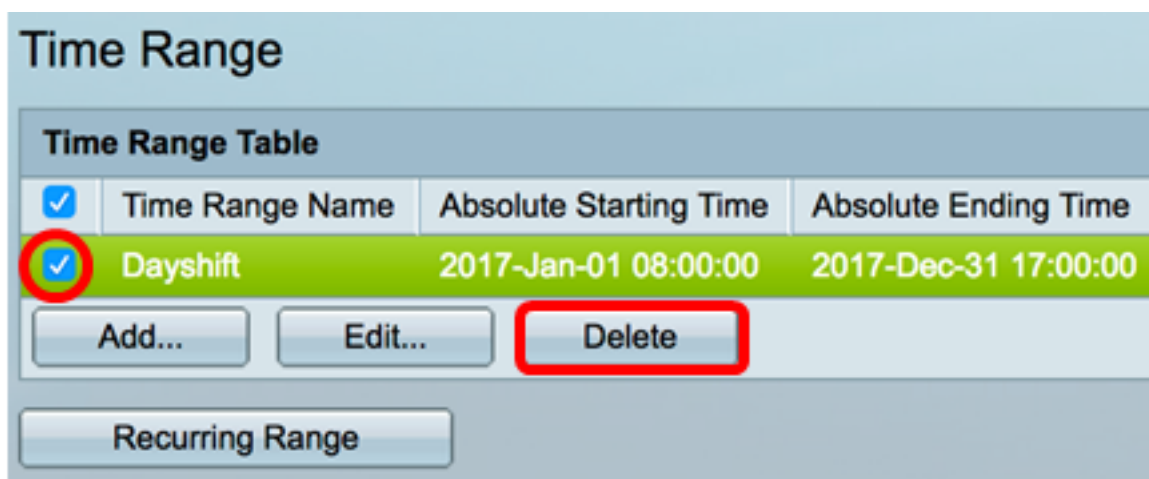 Time Range
Time Range Table
Time Range Name Absolute Starting Time Absolute Ending Time
Dayshift 2017-Jan-01 08:00:00 2017-Dec-31 17:00:00
Add... Edit... Delete
Recurring Range